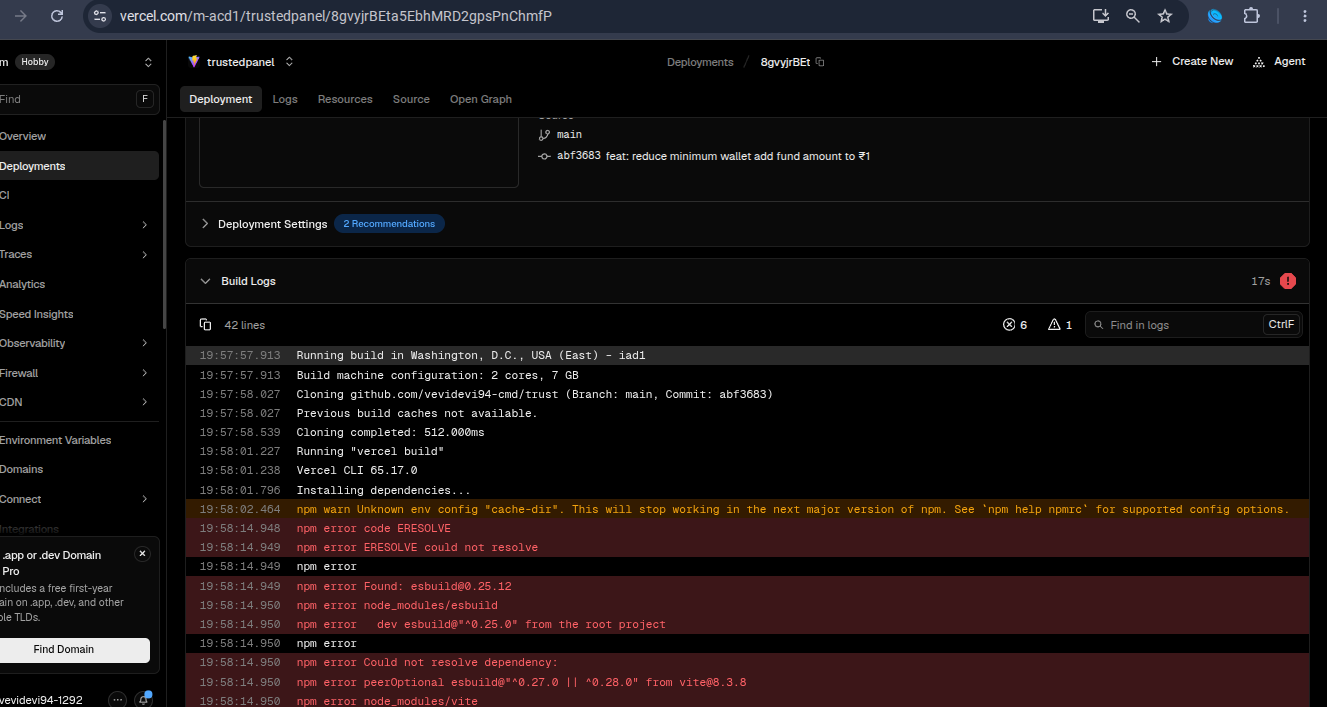 vercel.com/m-acd1/trustedpanel/8gvyjrBEta5EbhMRD2gpsPnChmfP
m Hobby
trustedpanel
Deployments / 8gvyjrBEt
Create New
Agent
Find F
Deployment Logs Resources Source Open Graph
Overview
Deployments
CI
Logs
Traces
Analytics
Speed Insights
Observability
Firewall
CDN
Environment Variables
Domains
Connect
Integrations
.app or .dev Domain
Pro
ncludes a free first-year
ain on .app, .dev, and other
ole TLDs.
Find Domain
vevidevi94-1292
Source
main
abf3683 feat: reduce minimum wallet add fund amount to ₹1
Deployment Settings 2 Recommendations
Build Logs 17s
42 lines 6 1 Find in logs CtrlF
19:57:57.913 Running build in Washington, D.C., USA (East) – iad1
19:57:57.913 Build machine configuration: 2 cores, 7 GB
19:57:58.027 Cloning github.com/vevidevi94-cmd/trust (Branch: main, Commit: abf3683)
19:57:58.027 Previous build caches not available.
19:57:58.539 Cloning completed: 512.000ms
19:58:01.227 Running "vercel build"
19:58:01.238 Vercel CLI 65.17.0
19:58:01.796 Installing dependencies...
19:58:02.464 npm warn Unknown env config "cache-dir". This will stop working in the next major version of npm. See `npm help npmrc` for supported config options.
19:58:14.948 npm error code ERESOLVE
19:58:14.949 npm error ERESOLVE could not resolve
19:58:14.949 npm error
19:58:14.949 npm error Found: esbuild@0.25.12
19:58:14.950 npm error node_modules/esbuild
19:58:14.950 npm error   dev esbuild@"^0.25.0" from the root project
19:58:14.950 npm error
19:58:14.950 npm error Could not resolve dependency:
19:58:14.950 npm error peerOptional esbuild@"^0.27.0 || ^0.28.0" from vite@8.3.8
19:58:14.950 npm error node_modules/vite